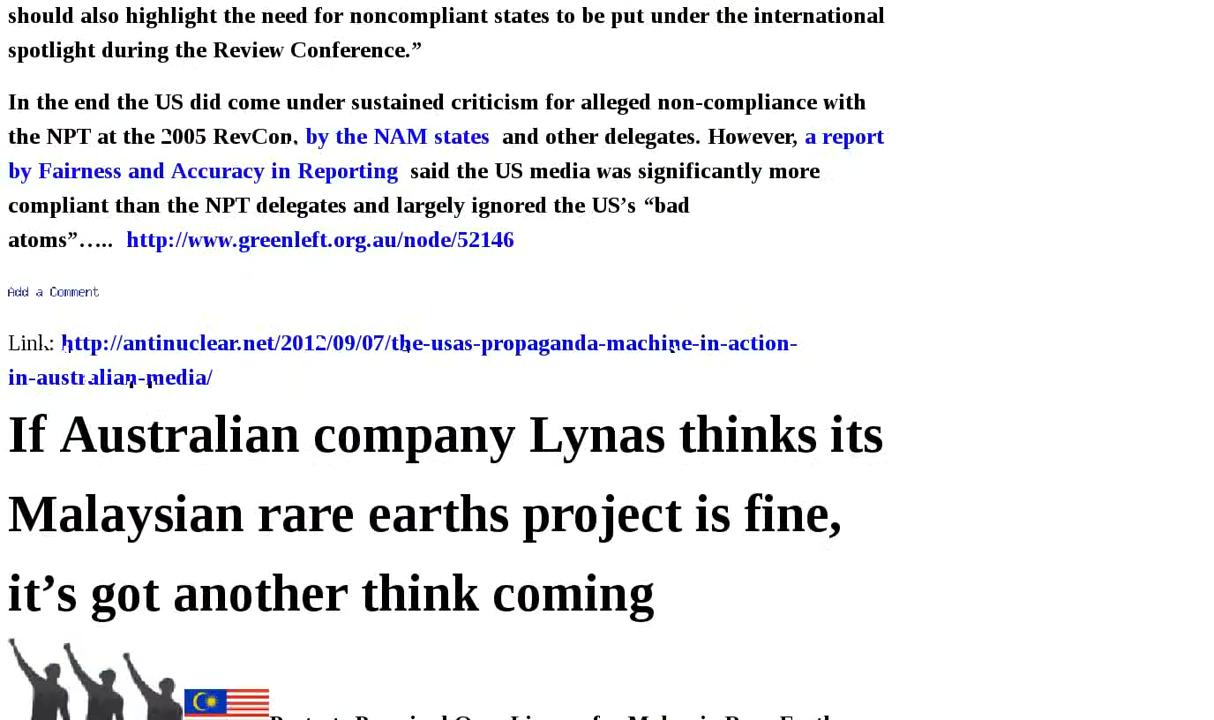 should also highlight the need for noncompliant states to be put under the international
spotlight during the Review Conference.”
In the end the US did come under sustained criticism for alleged non-compliance with
the NPT at the 2005 RevCon, by the NAM states and other delegates. However, a report
by Fairness and Accuracy in Reporting said the US media was significantly more
compliant than the NPT delegates and largely ignored the US’s “bad
atoms”….. http://www.greenleft.org.au/node/52146
Add a Comment
Link: http://antinuclear.net/2012/09/07/the-usas-propaganda-machine-in-action-
in-australian-media/
If Australian company Lynas thinks its
Malaysian rare earths project is fine,
it’s got another think coming